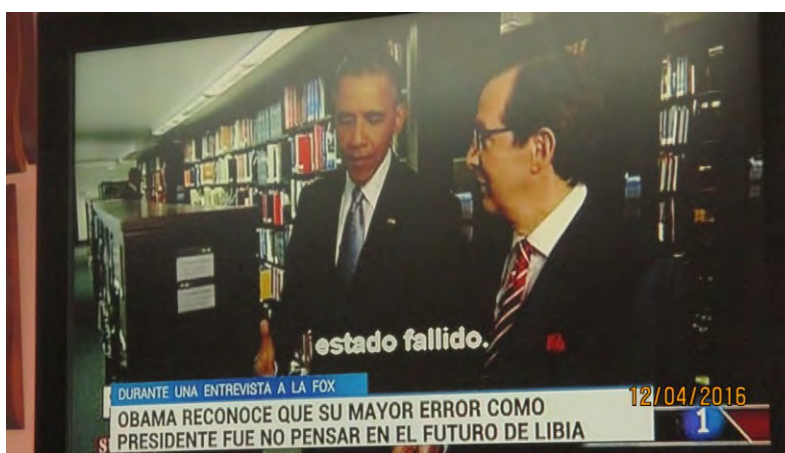 estado fallido.
DURANTE UNA ENTREVISTA A LA FOX
12/04/2016
OBAMA RECONOCE QUE SU MAYOR ERROR COMO
PRESIDENTE FUE NO PENSAR EN EL FUTURO DE LIBIA
1